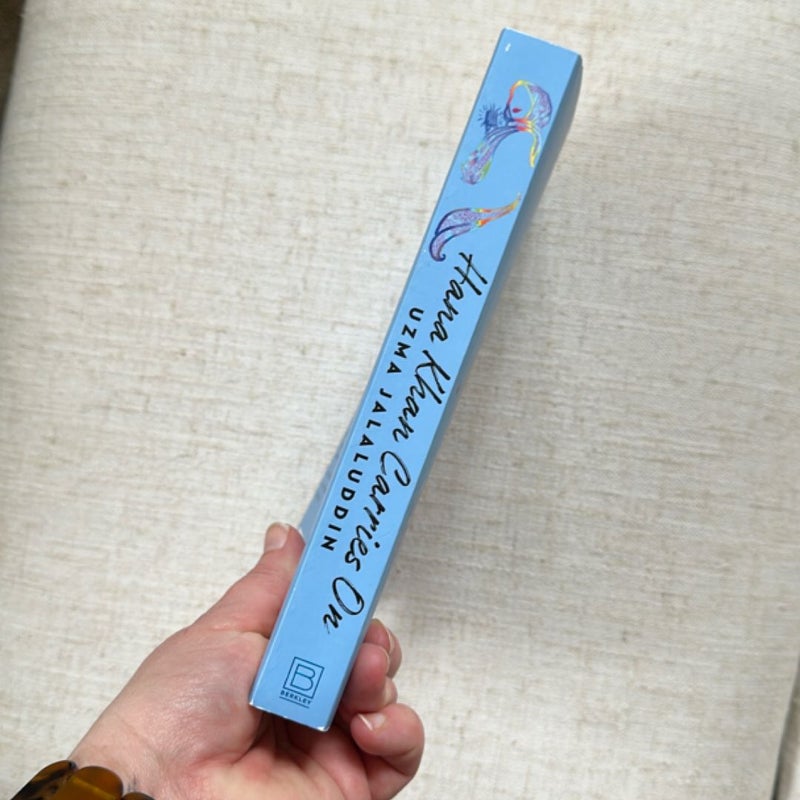 Hana Khan Carries On
UZMA JALALUDDIN
B
BERKLEY